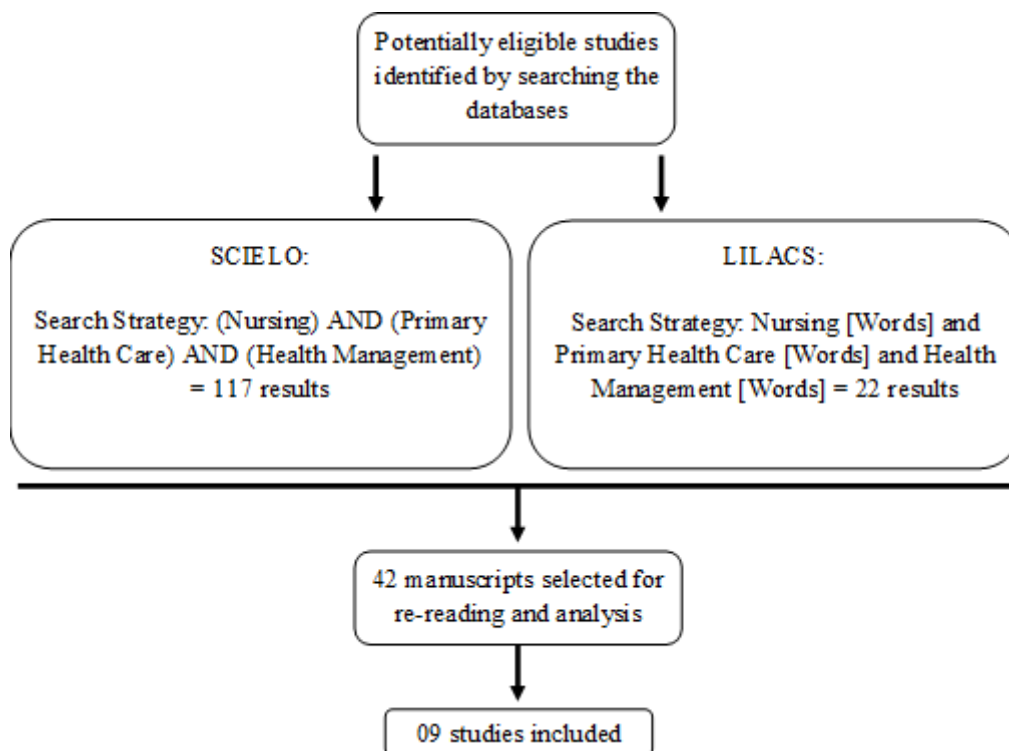 Potentially eligible studies
identified by searching the
databases
SCIELO:
Search Strategy: (Nursing) AND (Primary
Health Care) AND (Health Management)
= 117 results
LILACS:
Search Strategy: Nursing [Words] and
Primary Health Care [Words] and Health
Management [Words] = 22 results
42 manuscripts selected for
re-reading and analysis
09 studies included